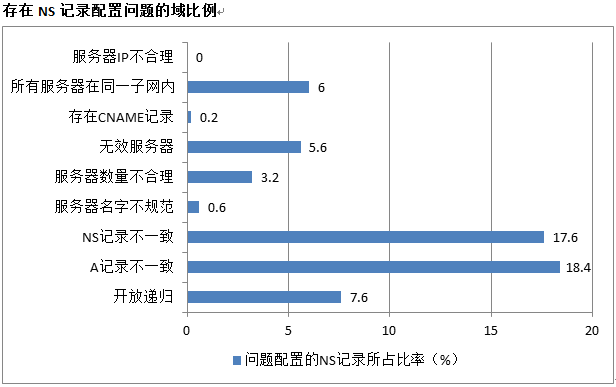 存在 NS 记录配置问题的域比例↵
服务器IP不合理 0
所有服务器在同一子网内 6
存在CNAME记录 0.2
无效服务器 5.6
服务器数量不合理 3.2
服务器名字不规范 0.6
NS记录不一致 17.6
A记录不一致 18.4
开放递归 7.6
0 5 10 15 20
问题配置的NS记录所占比率（%）